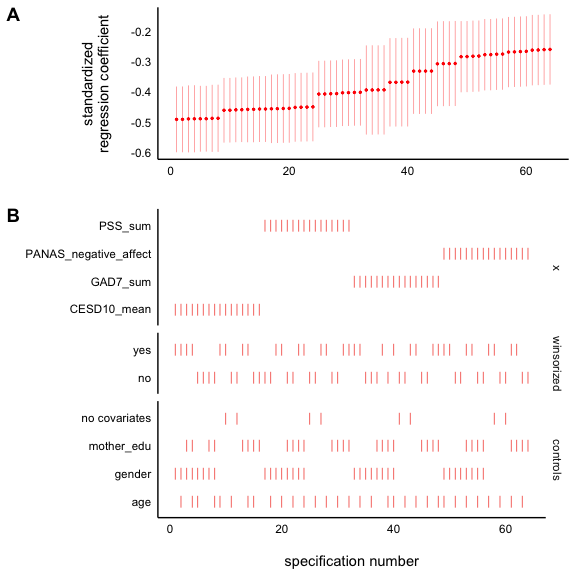 A
standardized
regression coefficient
-0.2
-0.3
-0.4
-0.5
-0.6
0
20
40
60
B
PSS_sum
PANAS_negative_affect
GAD7_sum
CESD10_mean
x
yes
no
winsorized
no covariates
mother_edu
gender
age
controls
0
20
40
60
specification number